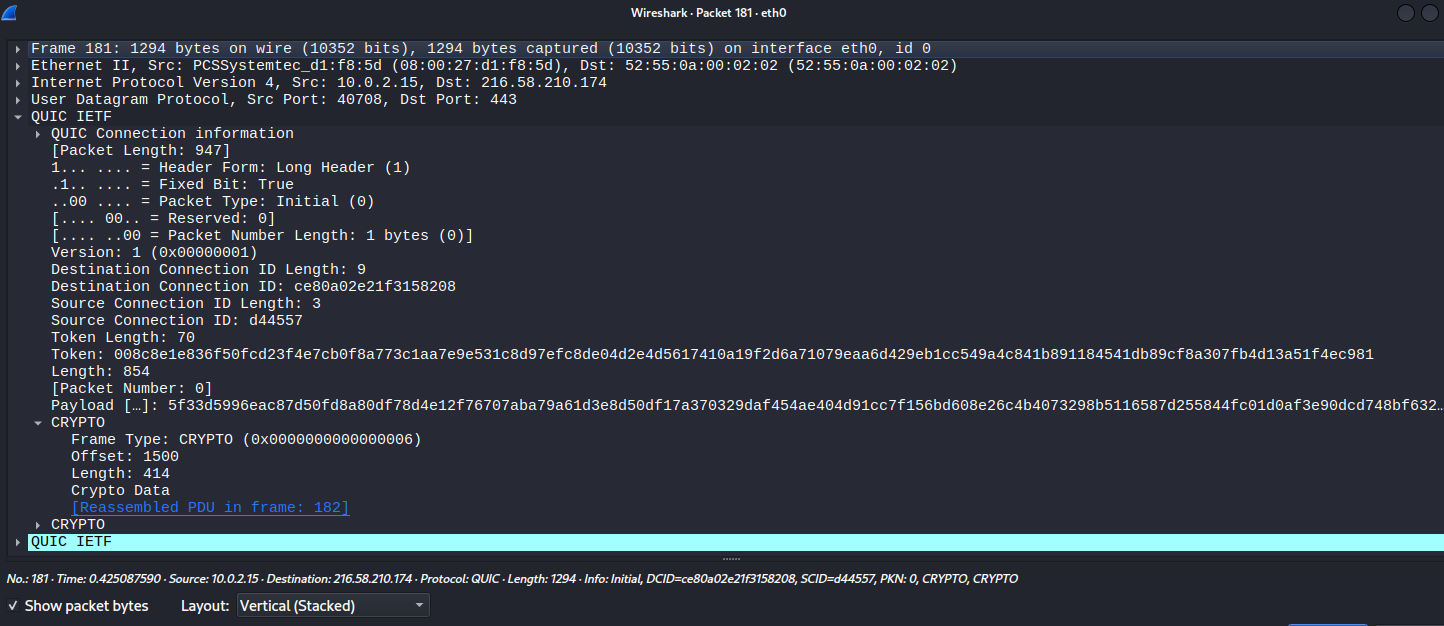 Wireshark · Packet 181 · eth0
Frame 181: 1294 bytes on wire (10352 bits), 1294 bytes captured (10352 bits) on interface eth0, id 0
Ethernet II, Src: PCSSystemtec_d1:f8:5d (08:00:27:d1:f8:5d), Dst: 52:55:0a:00:02:02 (52:55:0a:00:02:02)
Internet Protocol Version 4, Src: 10.0.2.15, Dst: 216.58.210.174
User Datagram Protocol, Src Port: 40708, Dst Port: 443
QUIC IETF
QUIC Connection information
[Packet Length: 947]
1... .... = Header Form: Long Header (1)
.1.. .... = Fixed Bit: True
..00 .... = Packet Type: Initial (0)
[.... 00.. = Reserved: 0]
[.... ..00 = Packet Number Length: 1 bytes (0)]
Version: 1 (0x00000001)
Destination Connection ID Length: 9
Destination Connection ID: ce80a02e21f3158208
Source Connection ID Length: 3
Source Connection ID: d44557
Token Length: 70
Token: 008c8e1e836f50fcd23f4e7cb0f8a773c1aa7e9e531c8d97efc8de04d2e4d5617410a19f2d6a71079eaa6d429eb1cc549a4c841b891184541db89cf8a307fb4d13a51f4ec981
Length: 854
[Packet Number: 0]
Payload […]: 5f33d5996eac87d50fd8a80df78d4e12f76707aba79a61d3e8d50df17a370329daf454ae404d91cc7f156bd608e26c4b4073298b5116587d255844fc01d0af3e90dcd748bf632…
CRYPTO
Frame Type: CRYPTO (0x0000000000000006)
Offset: 1500
Length: 414
Crypto Data
[Reassembled PDU in frame: 182]
CRYPTO
QUIC IETF
No.: 181 · Time: 0.425087590 · Source: 10.0.2.15 · Destination: 216.58.210.174 · Protocol: QUIC · Length: 1294 · Info: Initial, DCID=ce80a02e21f3158208, SCID=d44557, PKN: 0, CRYPTO, CRYPTO
Show packet bytes Layout: Vertical (Stacked)